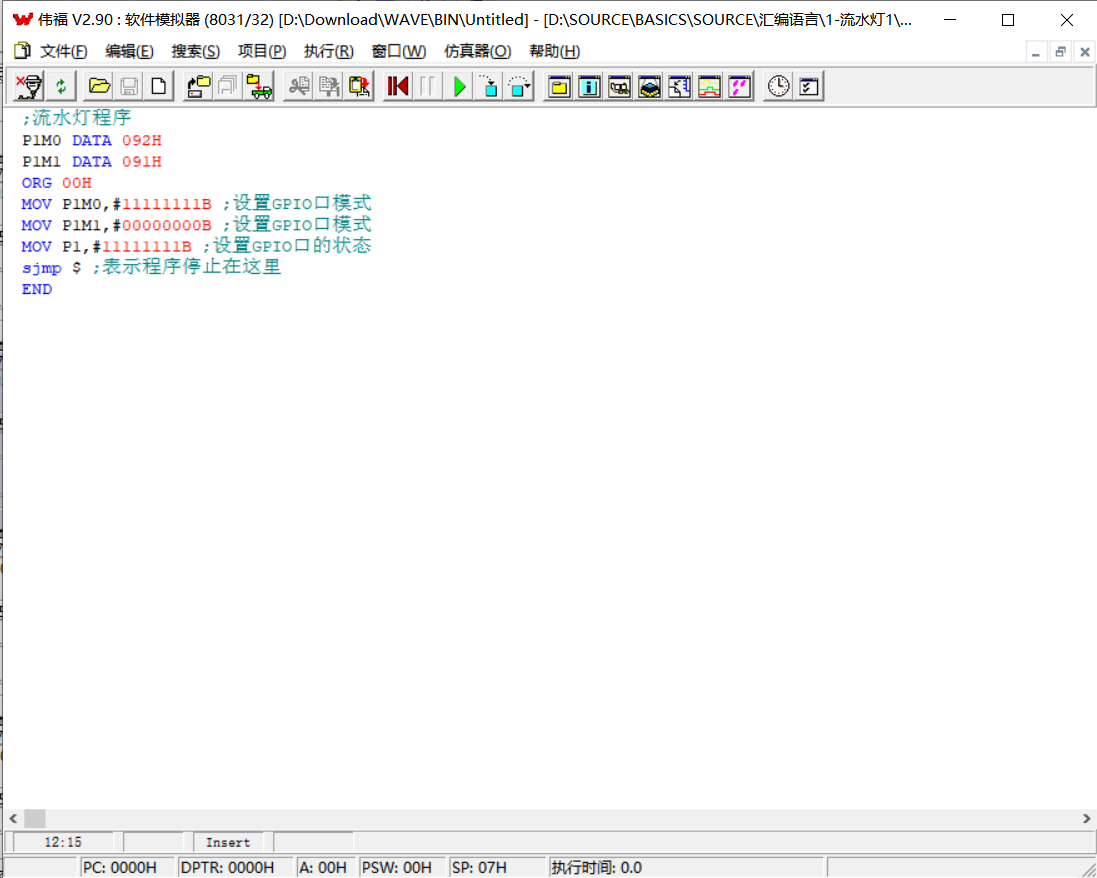 伟福 V2.90 : 软件模拟器 (8031/32) [D:\Download\WAVE\BIN\Untitled] - [D:\SOURCE\BASICS\SOURCE\汇编语言\1-流水灯1\...
文件(F) 编辑(E) 搜索(S) 项目(P) 执行(R) 窗口(W) 仿真器(O) 帮助(H)
;流水灯程序
P1M0 DATA 092H
P1M1 DATA 091H
ORG 00H
MOV P1M0,#11111111B ;设置GPIO口模式
MOV P1M1,#00000000B ;设置GPIO口模式
MOV P1,#11111111B ;设置GPIO口的状态
sjmp $ ;表示程序停止在这里
END
12:15 Insert
PC: 0000H DPTR: 0000H A: 00H PSW: 00H SP: 07H 执行时间: 0.0